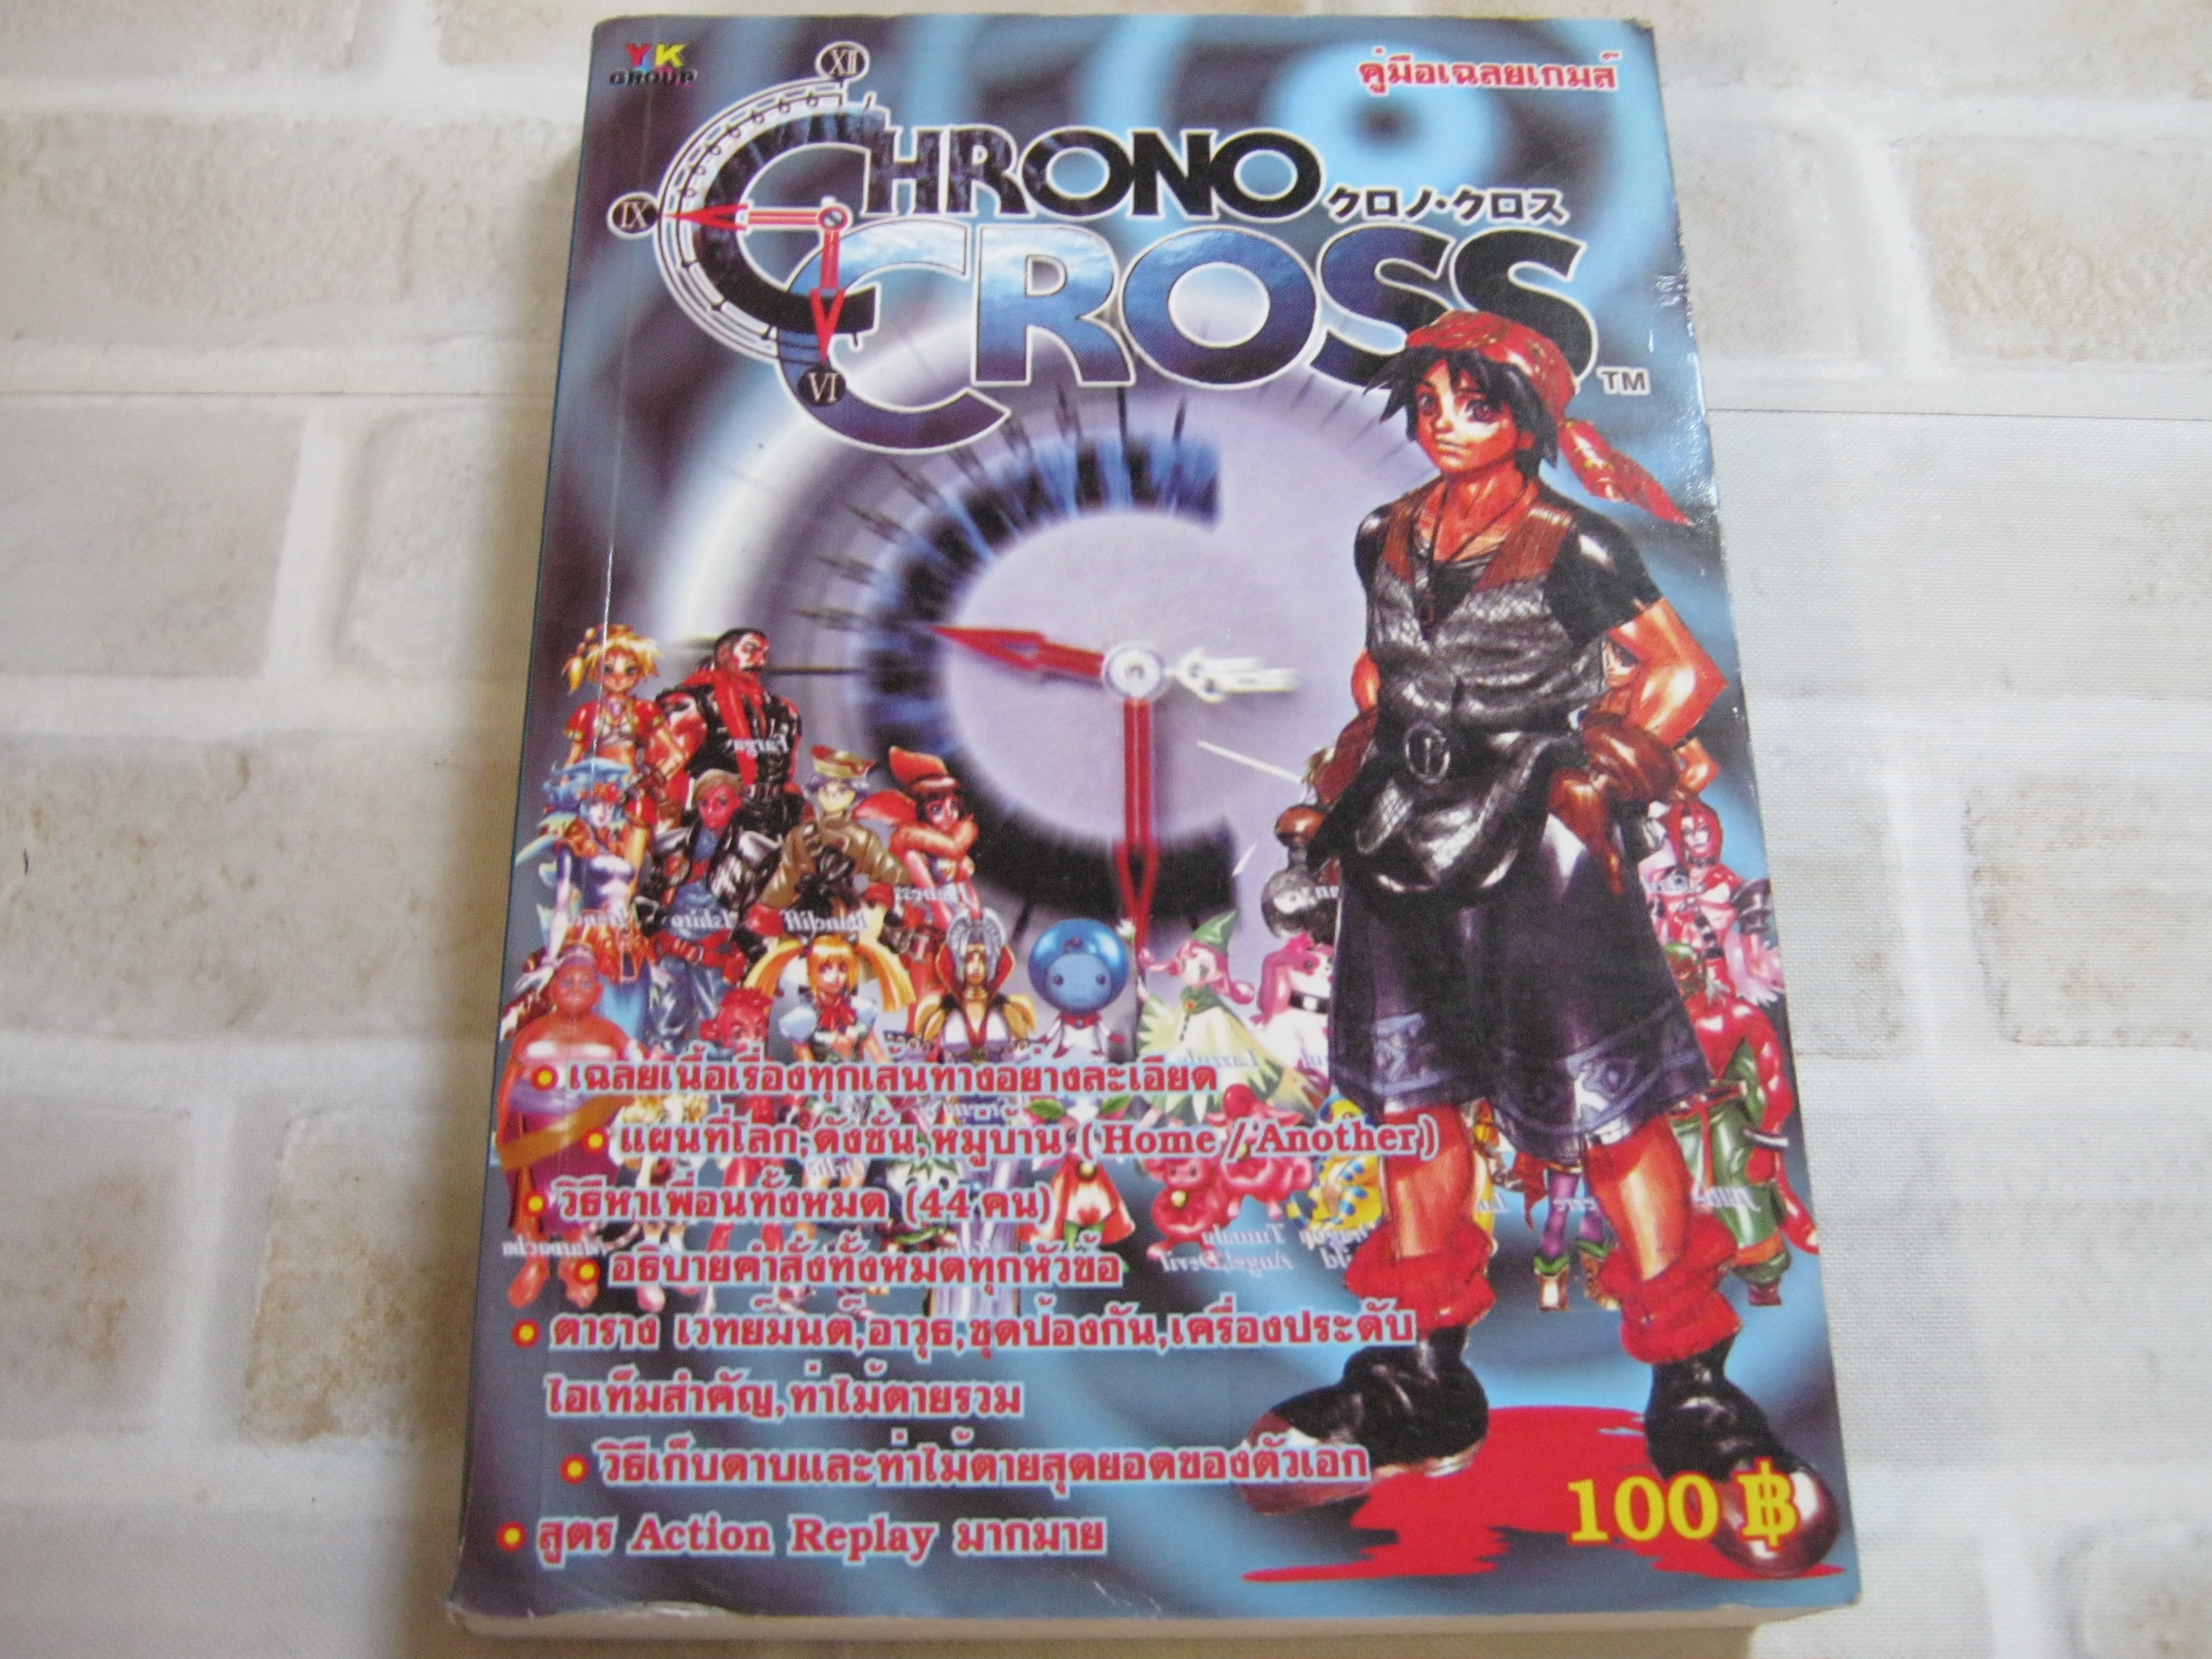 YK
GROUP
คู่มือเฉลยเกมส์
XII
IX
VI
CHRONO
クロノ・クロス
CROSS
TM
• เฉลยเนื้อเรื่องทุกเส้นทางอย่างละเอียด
• แผนที่โลก,ดังชั่น,หมู่บ้าน ( Home / Another)
• วิธีหาเพื่อนทั้งหมด (44 คน)
• อธิบายคำสั่งทั้งหมดทุกหัวข้อ
• ตาราง เวทย์มนต์,อาวุธ,ชุดป้องกัน,เครื่องประดับ
ไอเท็มสำคัญ,ท่าไม้ตายรวม
• วิธีเก็บดาบและท่าไม้ตายสุดยอดของตัวเอก
• สูตร Action Replay มากมาย
100 ฿